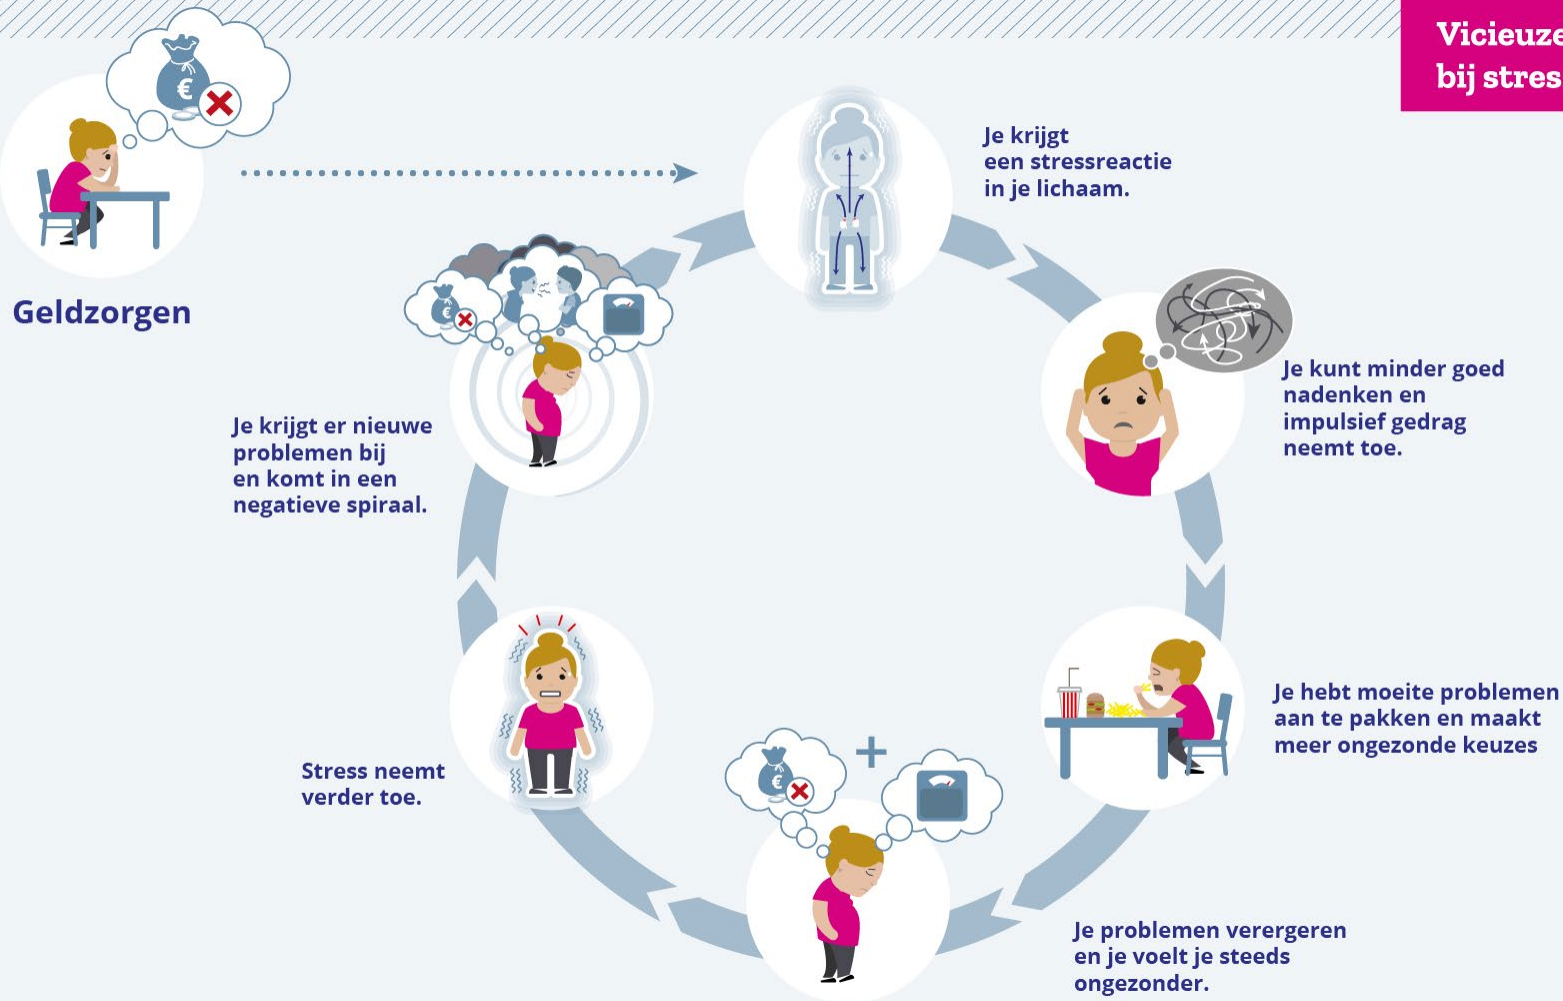 Vicieuze
bij stres
Geldzorgen
Je krijgt
een stressreactie
in je lichaam.
Je kunt minder goed
nadenken en
impulsief gedrag
neemt toe.
Je hebt moeite problemen
aan te pakken en maakt
meer ongezonde keuzes
Je problemen verergeren
en je voelt je steeds
ongezonder.
Stress neemt
verder toe.
Je krijgt er nieuwe
problemen bij
en komt in een
negatieve spiraal.